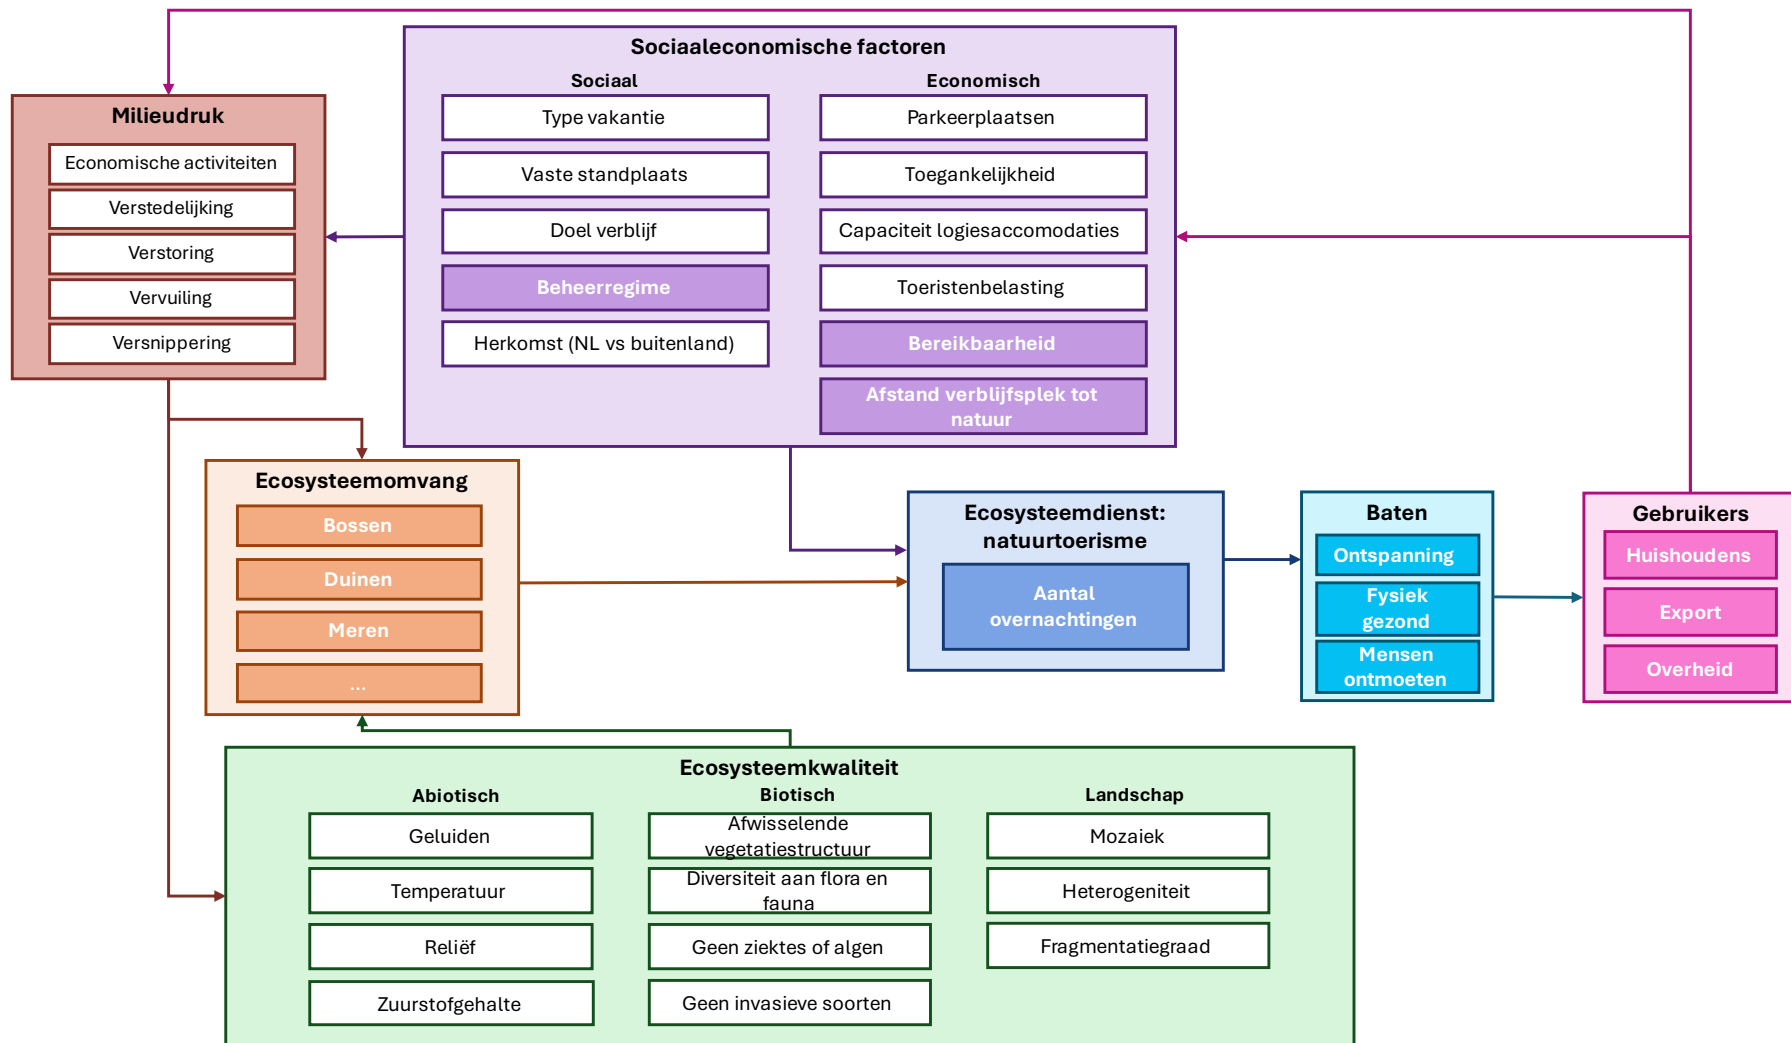 Sociaaleconomische factoren
Sociaal
Type vakantie
Vaste standplaats
Doel verblijf
Beheerregime
Herkomst (NL vs buitenland)
Economisch
Parkeerplaatsen
Toegankelijkheid
Capaciteit logiesaccomodaties
Toeristenbelasting
Bereikbaarheid
Afstand verblijfsplek tot
natuur
Milieudruk
Economische activiteiten
Verstedelijking
Verstoring
Vervuiling
Versnippering
Ecosysteemomvang
Bossen
Duinen
Meren
...
Ecosysteemdienst:
natuurtoerisme
Aantal
overnachtingen
Baten
Ontspanning
Fysiek
gezond
Mensen
ontmoeten
Gebruikers
Huishoudens
Export
Overheid
Ecosysteemkwaliteit
Abiotisch
Geluiden
Temperatuur
Reliëf
Zuurstofgehalte
Biotisch
Afwisselende
vegetatiestructuur
Diversiteit aan flora en
fauna
Geen ziektes of algen
Geen invasieve soorten
Landschap
Mozaiek
Heterogeniteit
Fragmentatiegraad